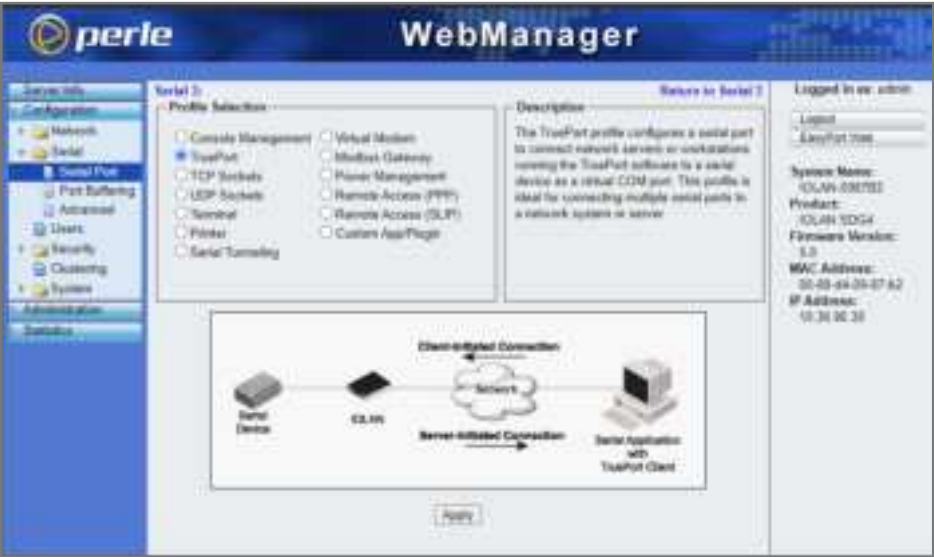 perle
WebManager
Server Info
Configuration
Network
Serial
Serial Port
Port Buffering
Advanced
Users
Security
Clustering
System
Administration
Statistics
Return to Serial
Profile Selection
Console Management
TruePort
TCP Sockets
UDP Sockets
Terminal
Printer
Serial Tunneling
Virtual Modem
Modbus Gateway
Power Management
Remote Access (PPP)
Remote Access (SLIP)
Custom App/Plugin
Description
The TruePort profile configures a serial port
to connect network servers or workstations
running the TruePort software to a serial
device as a virtual COM port. This profile is
ideal for connecting multiple serial ports to
a network system or server.
Client-Initiated Connection
Network
Serial
Device
IOLAN
Server-Initiated Connection
Serial Application
with
TruePort Client
Apply
Logged in as: admin
Logout
EasyPort Web
System Name:
Product:
IOLAN SDG4
Firmware Version:
MAC Address:
IP Address: